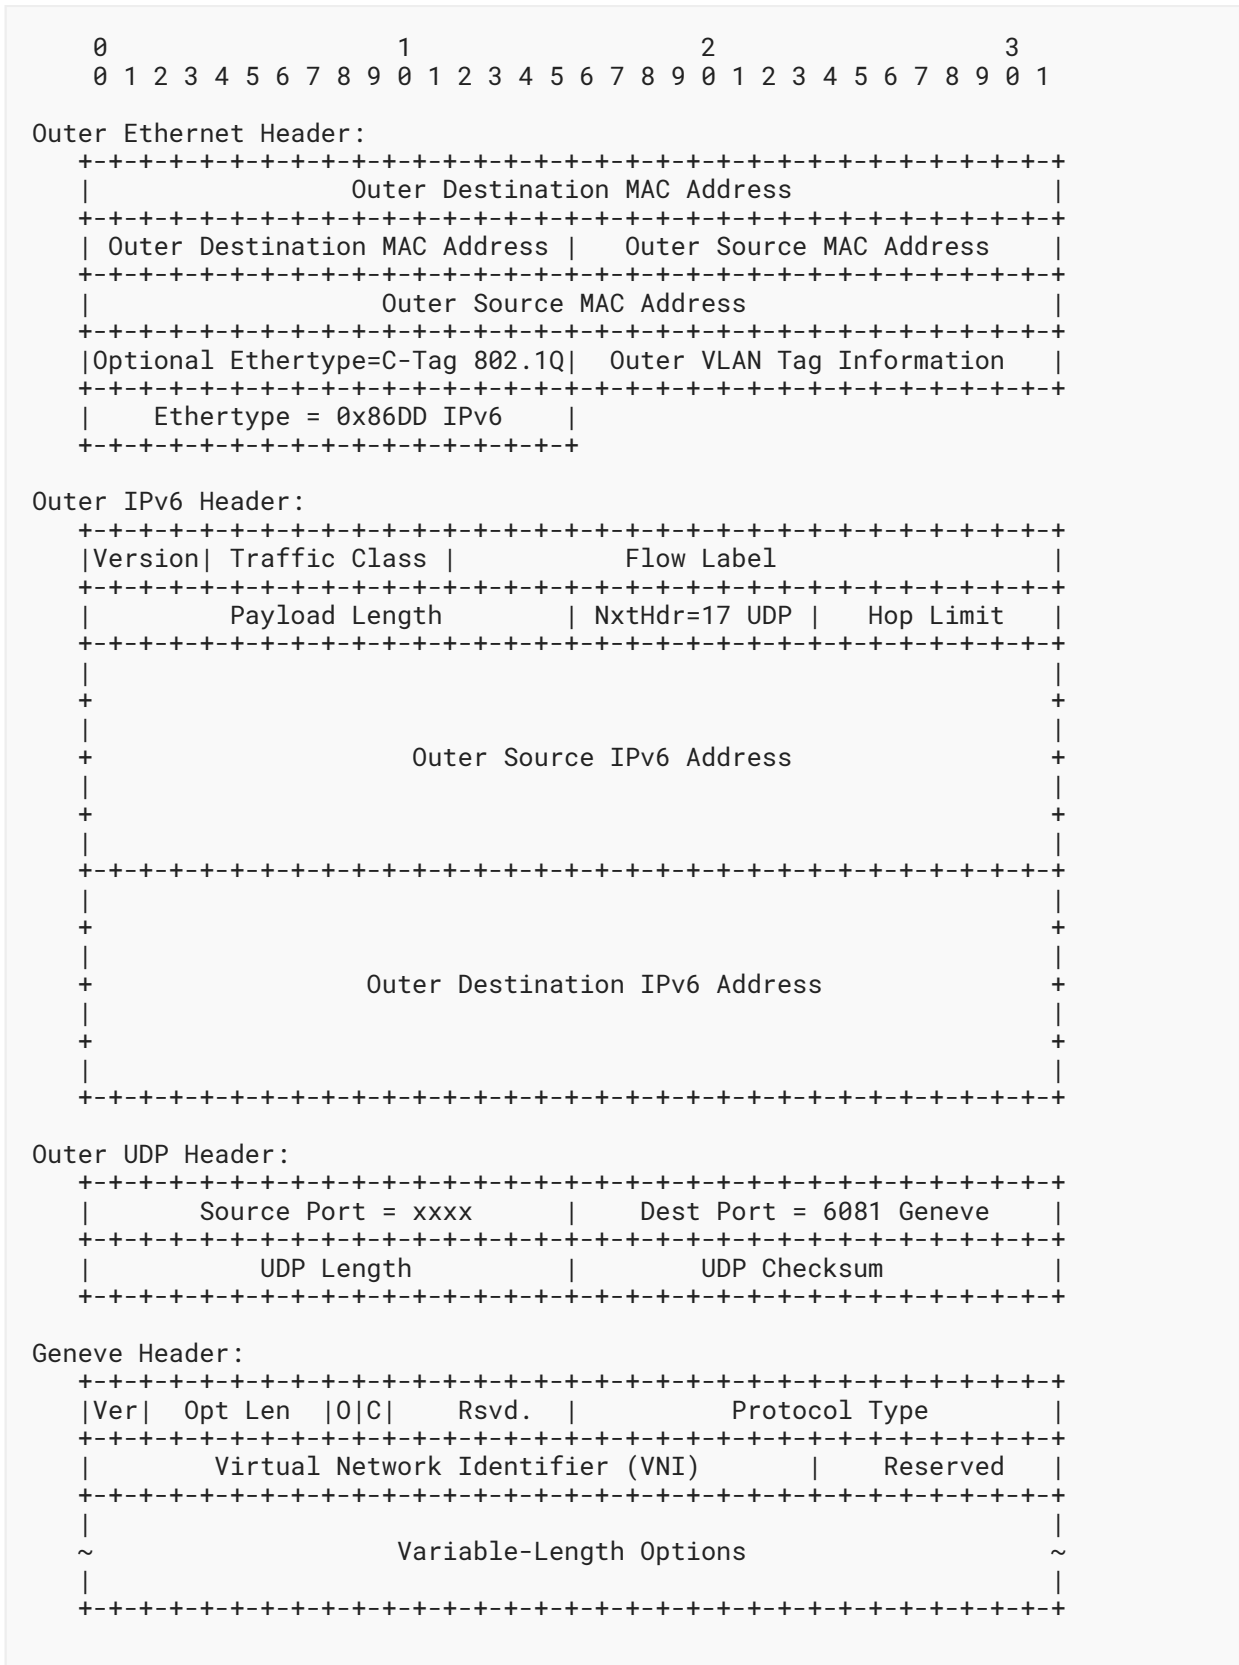 0                   1                   2                   3
    0 1 2 3 4 5 6 7 8 9 0 1 2 3 4 5 6 7 8 9 0 1 2 3 4 5 6 7 8 9 0 1

Outer Ethernet Header:
   +-+-+-+-+-+-+-+-+-+-+-+-+-+-+-+-+-+-+-+-+-+-+-+-+-+-+-+-+-+-+-+-+
   |                 Outer Destination MAC Address                 |
   +-+-+-+-+-+-+-+-+-+-+-+-+-+-+-+-+-+-+-+-+-+-+-+-+-+-+-+-+-+-+-+-+
   | Outer Destination MAC Address |   Outer Source MAC Address    |
   +-+-+-+-+-+-+-+-+-+-+-+-+-+-+-+-+-+-+-+-+-+-+-+-+-+-+-+-+-+-+-+-+
   |                   Outer Source MAC Address                    |
   +-+-+-+-+-+-+-+-+-+-+-+-+-+-+-+-+-+-+-+-+-+-+-+-+-+-+-+-+-+-+-+-+
   |Optional Ethertype=C-Tag 802.1Q|  Outer VLAN Tag Information   |
   +-+-+-+-+-+-+-+-+-+-+-+-+-+-+-+-+-+-+-+-+-+-+-+-+-+-+-+-+-+-+-+-+
   |    Ethertype = 0x86DD IPv6    |
   +-+-+-+-+-+-+-+-+-+-+-+-+-+-+-+-+

Outer IPv6 Header:
   +-+-+-+-+-+-+-+-+-+-+-+-+-+-+-+-+-+-+-+-+-+-+-+-+-+-+-+-+-+-+-+-+
   |Version| Traffic Class |           Flow Label                  |
   +-+-+-+-+-+-+-+-+-+-+-+-+-+-+-+-+-+-+-+-+-+-+-+-+-+-+-+-+-+-+-+-+
   |         Payload Length        | NxtHdr=17 UDP |   Hop Limit   |
   +-+-+-+-+-+-+-+-+-+-+-+-+-+-+-+-+-+-+-+-+-+-+-+-+-+-+-+-+-+-+-+-+
   |                                                               |
   +                                                               +
   |                                                               |
   +                     Outer Source IPv6 Address                 +
   |                                                               |
   +                                                               +
   |                                                               |
   +-+-+-+-+-+-+-+-+-+-+-+-+-+-+-+-+-+-+-+-+-+-+-+-+-+-+-+-+-+-+-+-+
   |                                                               |
   +                                                               +
   |                                                               |
   +                  Outer Destination IPv6 Address               +
   |                                                               |
   +                                                               +
   |                                                               |
   +-+-+-+-+-+-+-+-+-+-+-+-+-+-+-+-+-+-+-+-+-+-+-+-+-+-+-+-+-+-+-+-+

Outer UDP Header:
   +-+-+-+-+-+-+-+-+-+-+-+-+-+-+-+-+-+-+-+-+-+-+-+-+-+-+-+-+-+-+-+-+
   |       Source Port = xxxx      |    Dest Port = 6081 Geneve    |
   +-+-+-+-+-+-+-+-+-+-+-+-+-+-+-+-+-+-+-+-+-+-+-+-+-+-+-+-+-+-+-+-+
   |           UDP Length          |        UDP Checksum           |
   +-+-+-+-+-+-+-+-+-+-+-+-+-+-+-+-+-+-+-+-+-+-+-+-+-+-+-+-+-+-+-+-+

Geneve Header:
   +-+-+-+-+-+-+-+-+-+-+-+-+-+-+-+-+-+-+-+-+-+-+-+-+-+-+-+-+-+-+-+-+
   |Ver|  Opt Len  |O|C|    Rsvd.  |          Protocol Type        |
   +-+-+-+-+-+-+-+-+-+-+-+-+-+-+-+-+-+-+-+-+-+-+-+-+-+-+-+-+-+-+-+-+
   |        Virtual Network Identifier (VNI)       |    Reserved   |
   +-+-+-+-+-+-+-+-+-+-+-+-+-+-+-+-+-+-+-+-+-+-+-+-+-+-+-+-+-+-+-+-+
   |                                                               |
   ~                    Variable-Length Options                    ~
   |                                                               |
   +-+-+-+-+-+-+-+-+-+-+-+-+-+-+-+-+-+-+-+-+-+-+-+-+-+-+-+-+-+-+-+-+